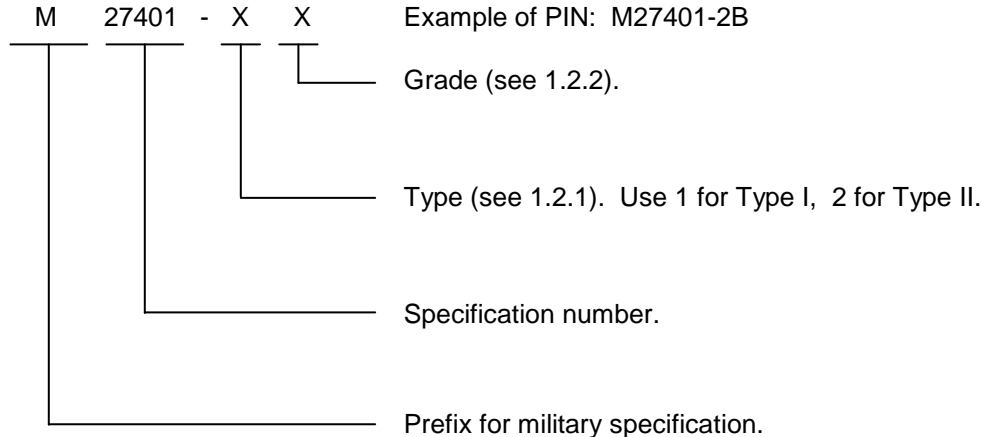 M 27401 - X X Example of PIN: M27401-2B
Grade (see 1.2.2).
Type (see 1.2.1). Use 1 for Type I, 2 for Type II.
Specification number.
Prefix for military specification.